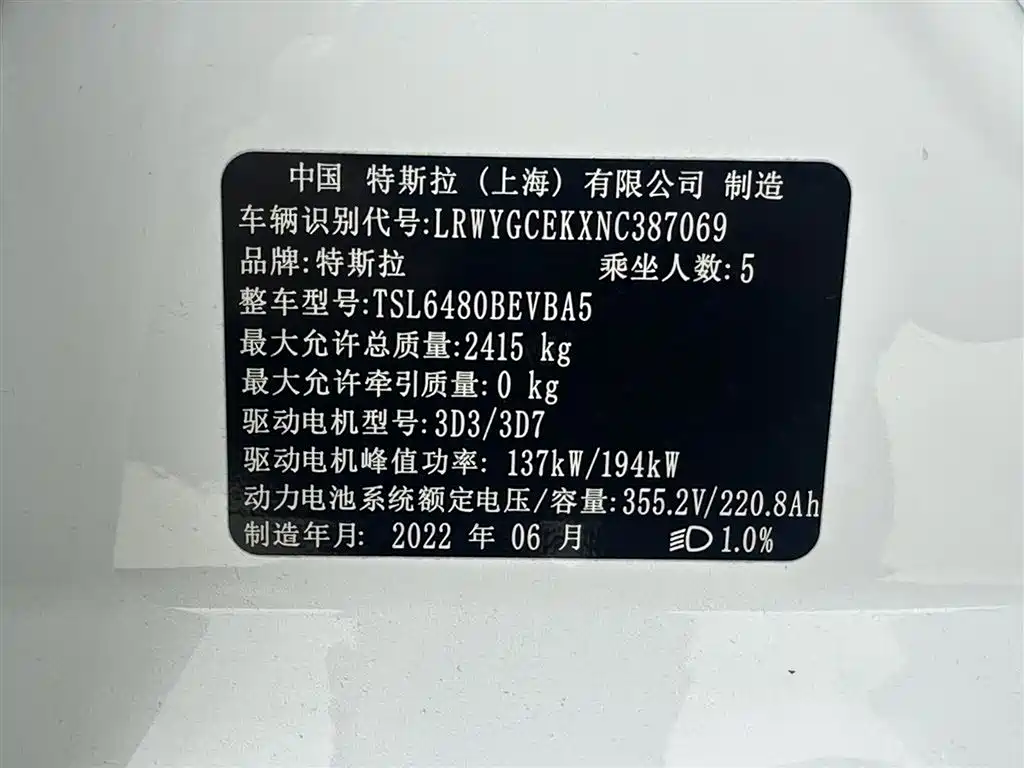 中国 特斯拉 (上海) 有限公司 制造
车辆识别代号:LRWYGCEKXNC387069
品牌:特斯拉 乘坐人数:5
整车型号:TSL6480BEVBA5
最大允许总质量:2415 kg
最大允许牵引质量:0 kg
驱动电机型号:3D3/3D7
驱动电机峰值功率: 137kW/194kW
动力电池系统额定电压/容量:355.2V/220.8Ah
制造年月: 2022 年 06 月 1.0%